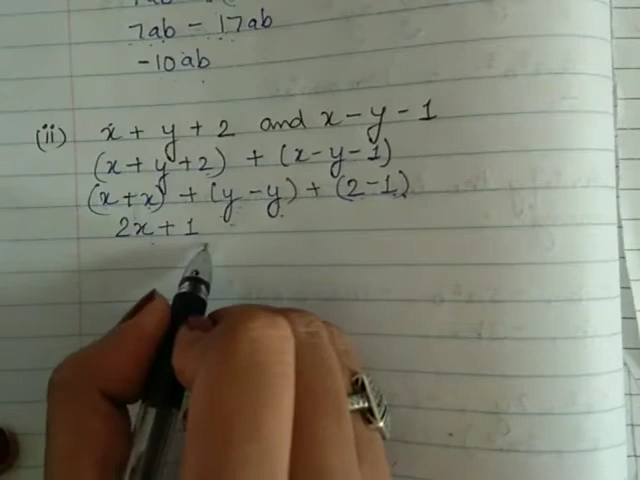 7ab - 17ab
-10ab
(ii) x + y + 2 and x - y - 1
(x + y + 2) + (x - y - 1)
(x + x) + (y - y) + (2 - 1)
2x + 1